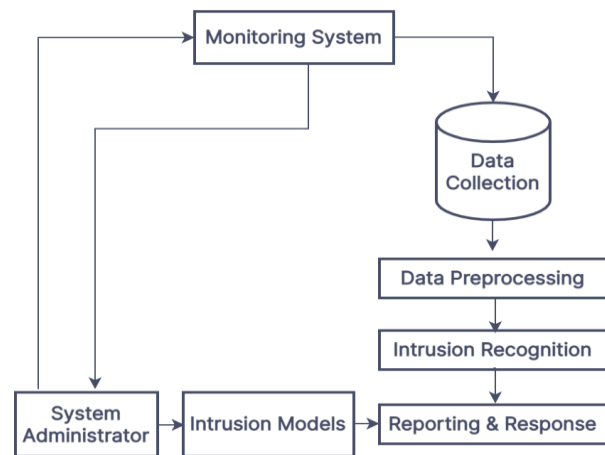 Monitoring System
Data
Collection
Data Preprocessing
Intrusion Recognition
System
Administrator
Intrusion Models
Reporting & Response